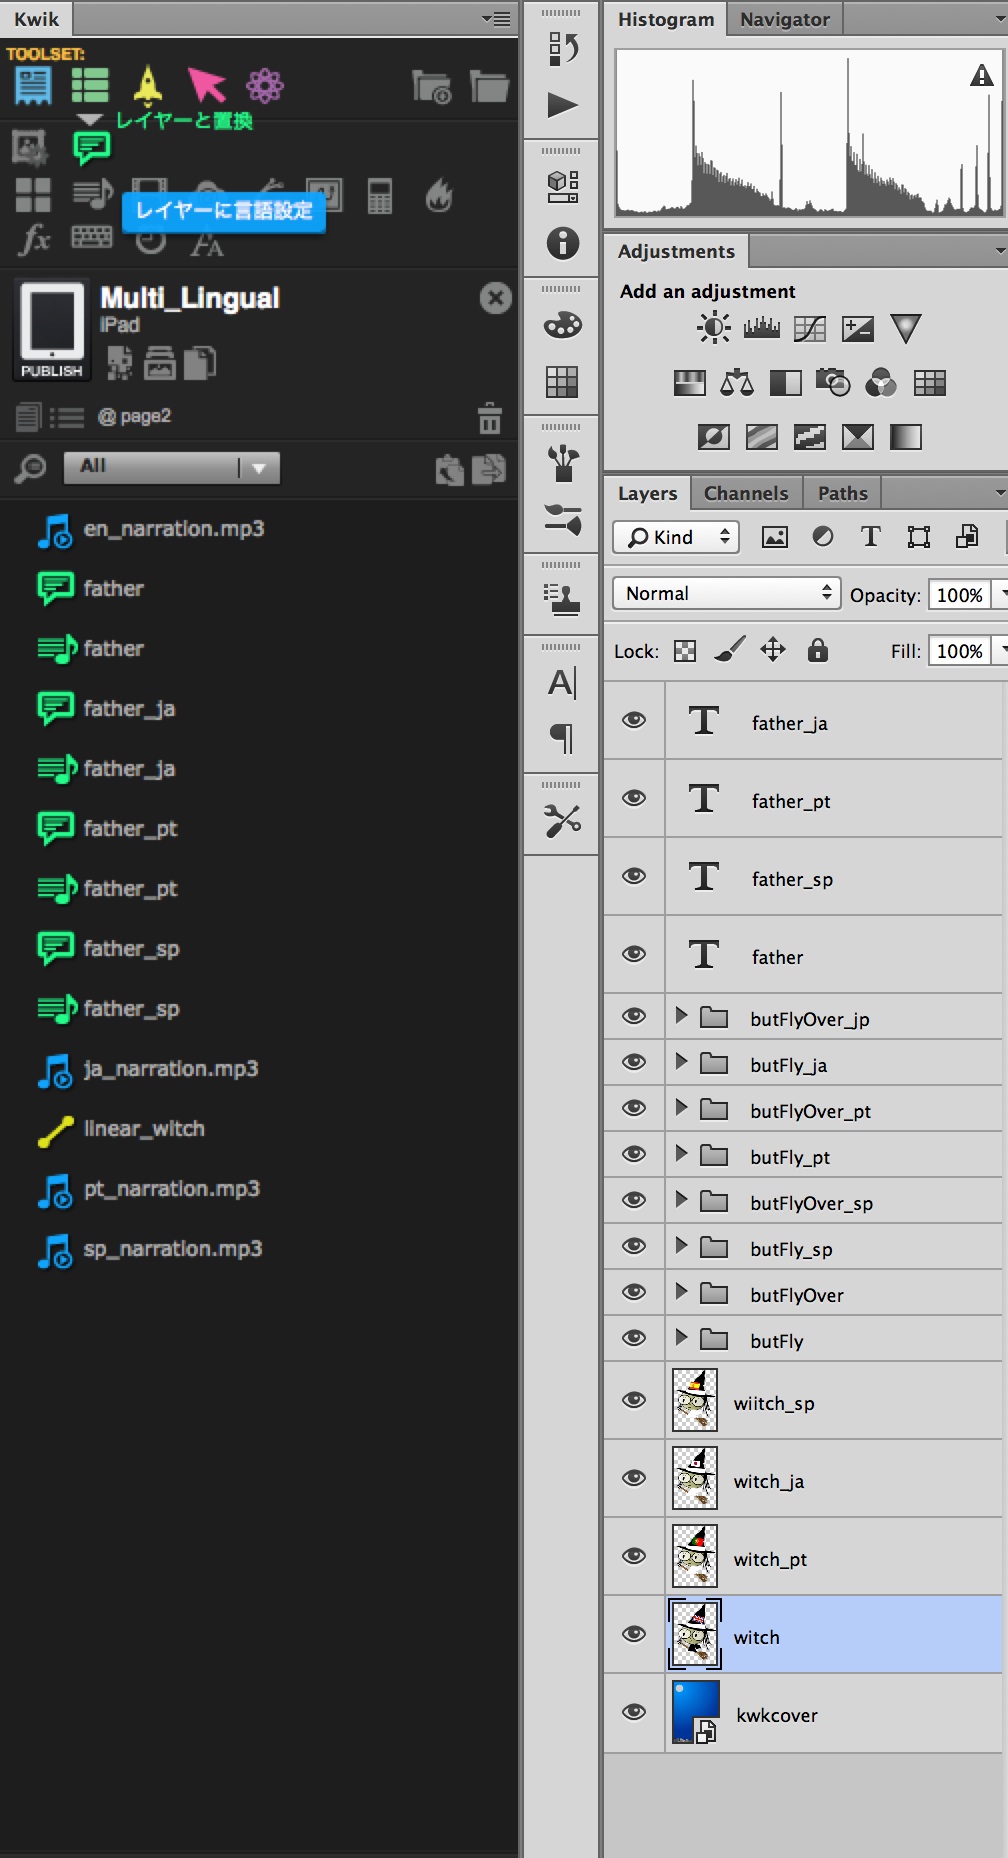 Kwik
TOOLSET:
レイヤーと置換
レイヤーに言語設定
fx
Multi_Lingual
iPad
PUBLISH
@ page2
All
en_narration.mp3
father
father
father_ja
father_ja
father_pt
father_pt
father_sp
father_sp
ja_narration.mp3
linear_witch
pt_narration.mp3
sp_narration.mp3
Histogram Navigator
Adjustments
Add an adjustment
Layers Channels Paths
Kind
Normal Opacity: 100%
Lock: Fill: 100%
father_ja
father_pt
father_sp
father
butFlyOver_jp
butFly_ja
butFlyOver_pt
butFly_pt
butFlyOver_sp
butFly_sp
butFlyOver
butFly
wiitch_sp
witch_ja
witch_pt
witch
kwkcover